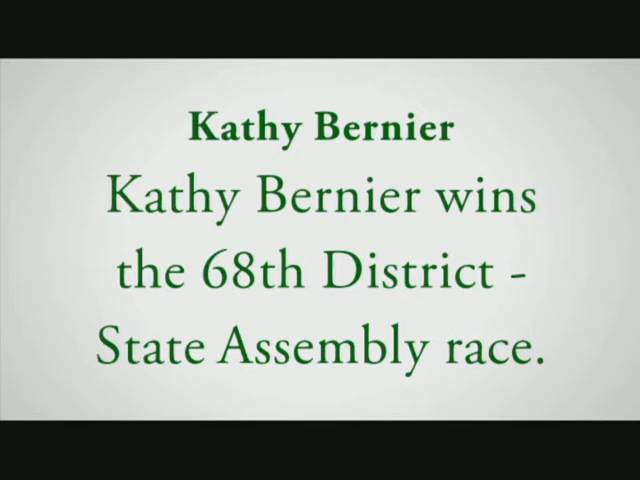 Kathy Bernier
Kathy Bernier wins
the 68th District -
State Assembly race.